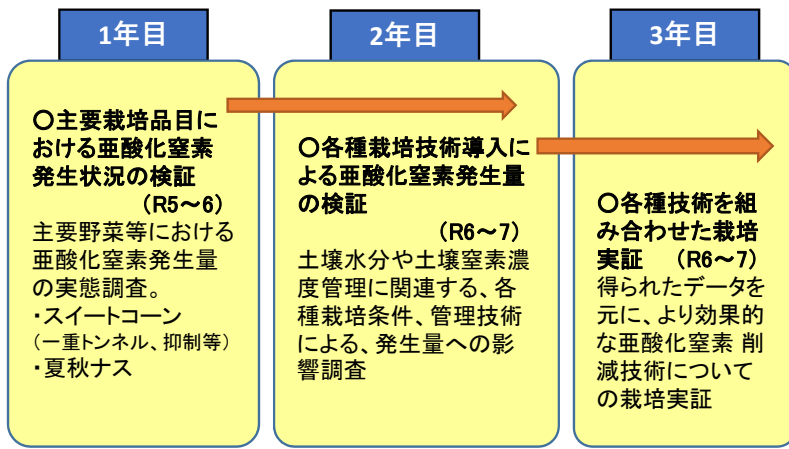 1年目
〇主要栽培品目に
おける亜酸化窒素
発生状況の検証
(R5～6)
主要野菜等における
亜酸化窒素発生量
の実態調査。
・スイートコーン
(一重トンネル、抑制等)
・夏秋ナス
2年目
〇各種栽培技術導入に
よる亜酸化窒素発生量
の検証
(R6～7)
土壌水分や土壌窒素濃
度管理に関連する、各
種栽培条件、管理技術
による、発生量への影
響調査
3年目
〇各種技術を組
み合わせた栽培
実証 (R6～7)
得られたデータを
元に、より効果的
な亜酸化窒素 削
減技術について
の栽培実証